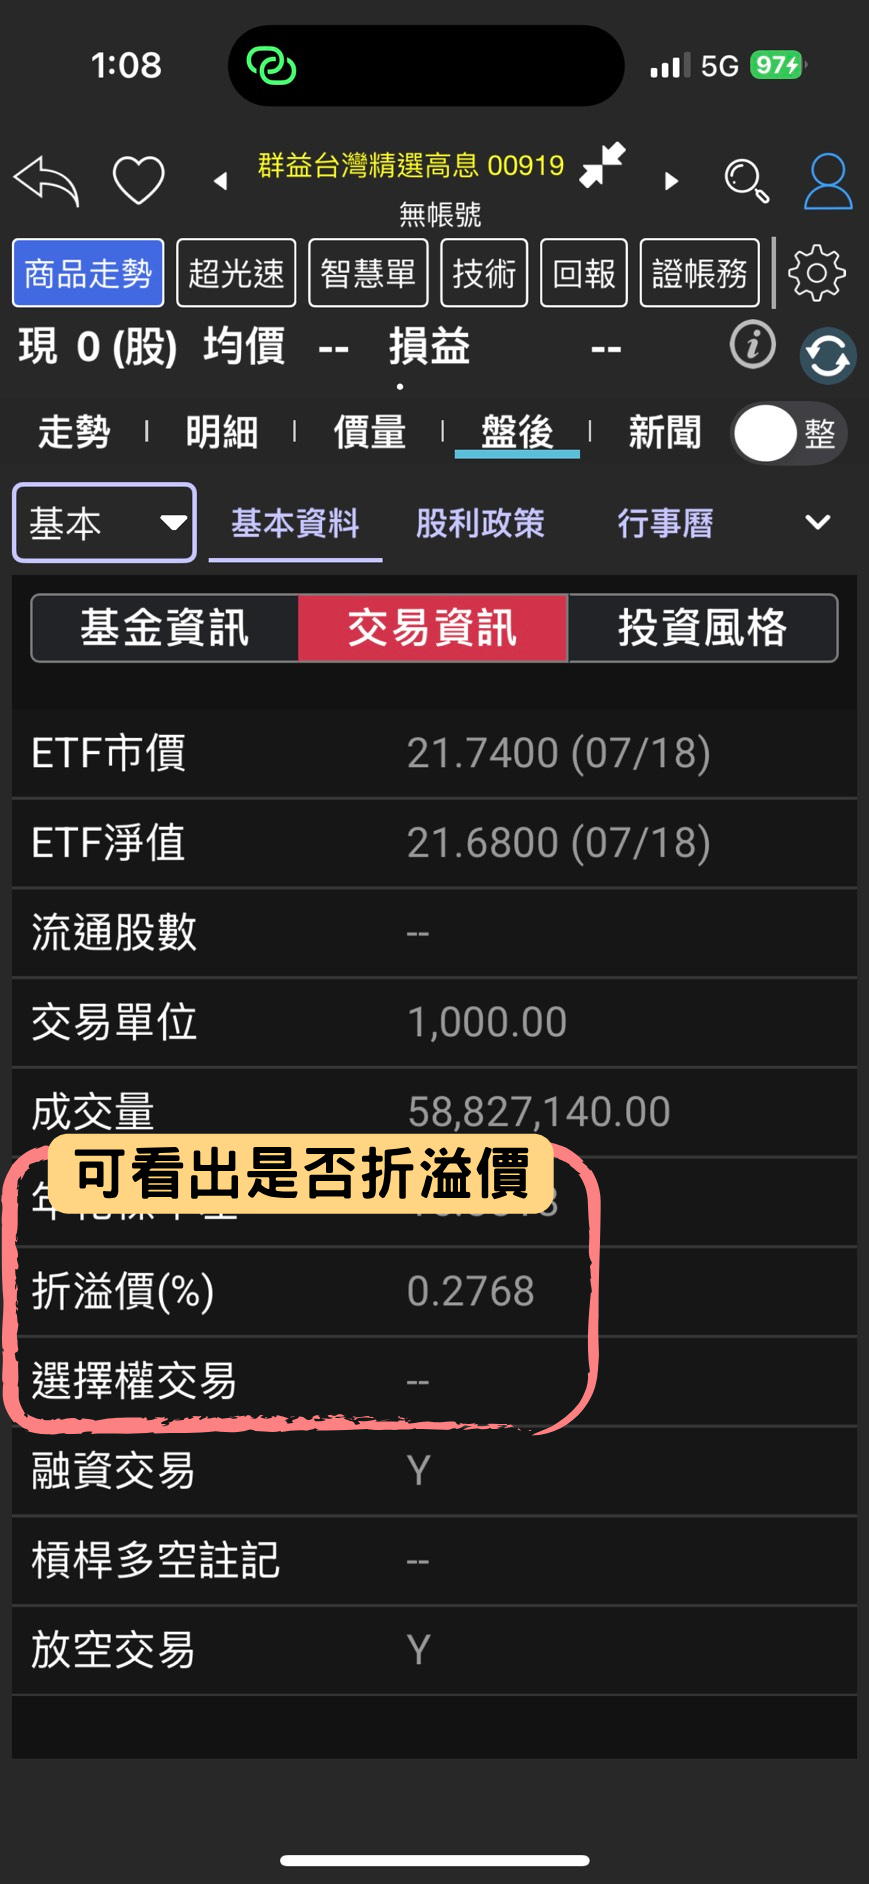 1:08
5G 97
群益台灣精選高息 00919
無帳號
商品走勢 超光速 智慧單 技術 回報 證帳務
現 0 (股) 均價 -- 損益 --
走勢 明細 價量 盤後 新聞 整
基本 基本資料 股利政策 行事曆
基金資訊 交易資訊 投資風格
ETF市價 21.7400 (07/18)
ETF淨值 21.6800 (07/18)
流通股數 --
交易單位 1,000.00
成交量 58,827,140.00
可看出是否折溢價
折溢價(%) 0.2768
選擇權交易 --
融資交易 Y
槓桿多空註記 --
放空交易 Y